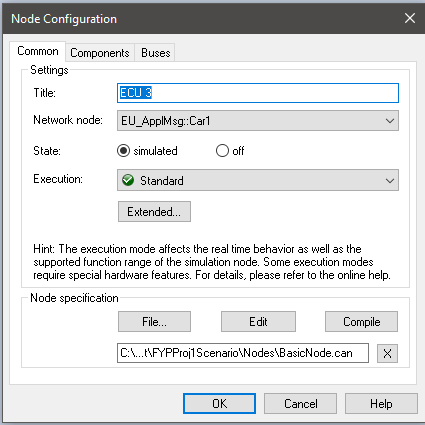 Node Configuration
Common Components Buses
Settings
Title: ECU 3
Network node: EU_ApplMsg::Car1
State: simulated off
Execution: Standard
Extended...
Hint: The execution mode affects the real time behavior as well as the
supported function range of the simulation node. Some execution modes
require special hardware features. For details, please refer to the online help.
Node specification
File... Edit Compile
C:\...t\FYPProj1Scenario\Nodes\BasicNode.can X
OK Cancel Help